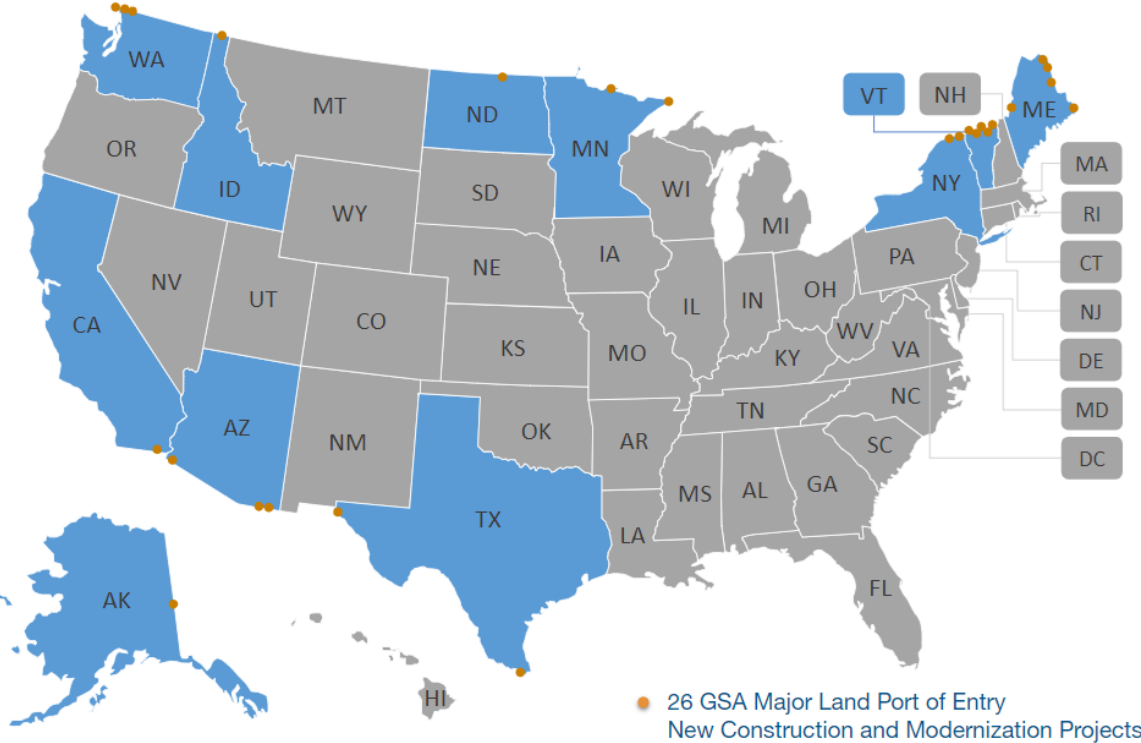 WA
MT
ND
VT
NH
ME
OR
ID
MN
MA
SD
WI
NY
WY
MI
RI
IA
PA
NE
CT
NV
UT
IL
IN
OH
NJ
CA
CO
WV
KS
MO
VA
KY
DE
NC
TN
MD
AZ
NM
OK
AR
SC
DC
MS
AL
GA
TX
LA
FL
AK
HI
26 GSA Major Land Port of Entry
New Construction and Modernization Projects